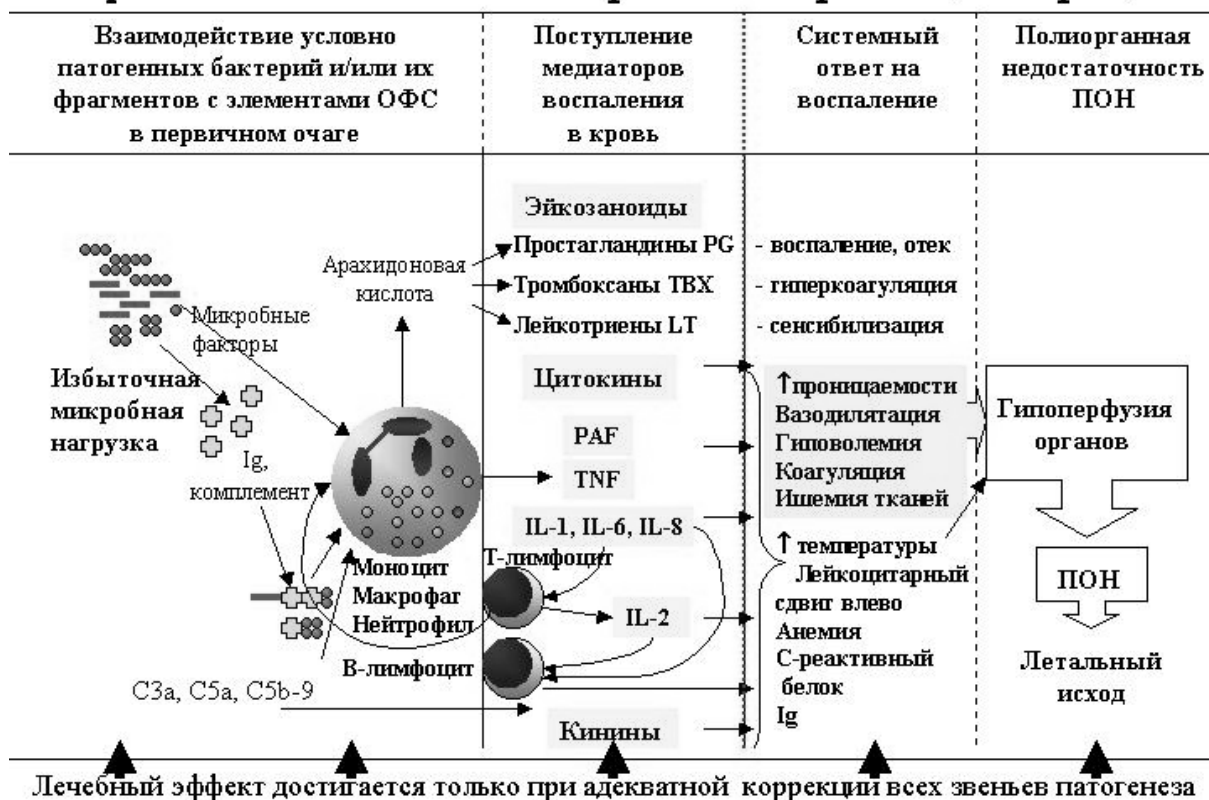 Взаимодействие условно
патогенных бактерий и/или их
фрагментов с элементами ОФС
в первичном очаге
Поступление
медиаторов
воспаления
в кровь
Системный
ответ на
воспаление
Полиорганная
недостаточность
ПОН
Избыточная
микробная
нагрузка
Микробные
факторы
Ig,
комплемент
Арахидоновая
кислота
Моноцит
Макрофаг
Нейтрофил
В-лимфоцит
C3a, C5a, C5b-9
Эйкозаноиды
Простагландины PG
Тромбоксаны TBX
Лейкотриены LT
Цитокины
PAF
TNF
IL-1, IL-6, IL-8
Т-лимфоцит
IL-2
Кинины
- воспаление, отек
- гиперкоагуляция
- сенсибилизация
↑проницаемости
Вазодилятация
Гиповолемия
Коагуляция
Ишемия тканей
↑ температуры
Лейкоцитарный
сдвиг влево
Анемия
С-реактивный
белок
Ig
Гипоперфузия
органов
ПОН
Летальный
исход
Лечебный эффект достигается только при адекватной коррекции всех звеньев патогенеза